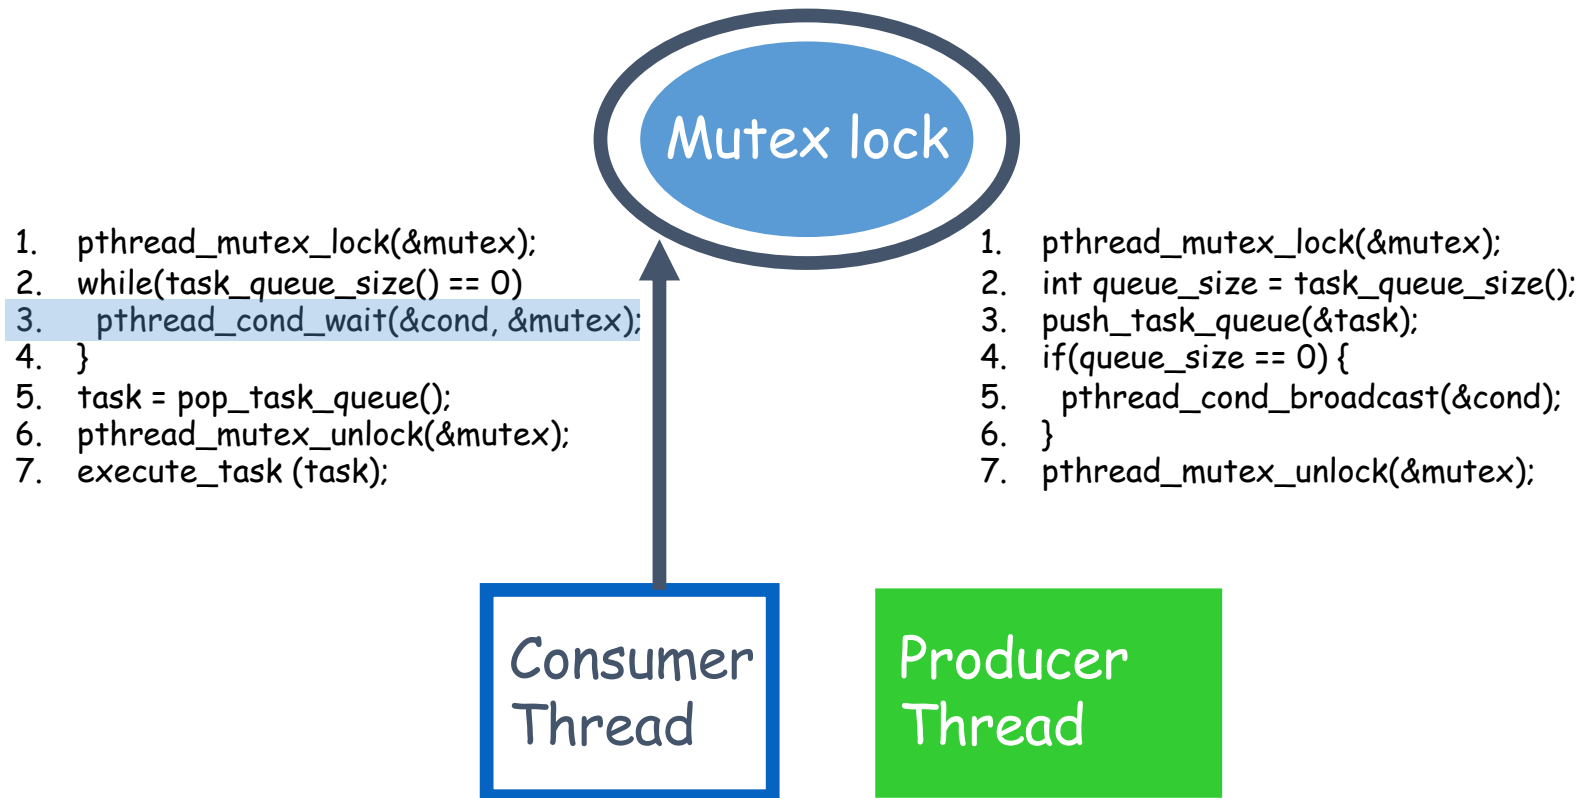 Mutex lock
1. pthread_mutex_lock(&mutex);
2. while(task_queue_size() == 0)
3. pthread_cond_wait(&cond, &mutex);
4. }
5. task = pop_task_queue();
6. pthread_mutex_unlock(&mutex);
7. execute_task (task);
1. pthread_mutex_lock(&mutex);
2. int queue_size = task_queue_size();
3. push_task_queue(&task);
4. if(queue_size == 0) {
5. pthread_cond_broadcast(&cond);
6. }
7. pthread_mutex_unlock(&mutex);
Consumer
Thread
Producer
Thread